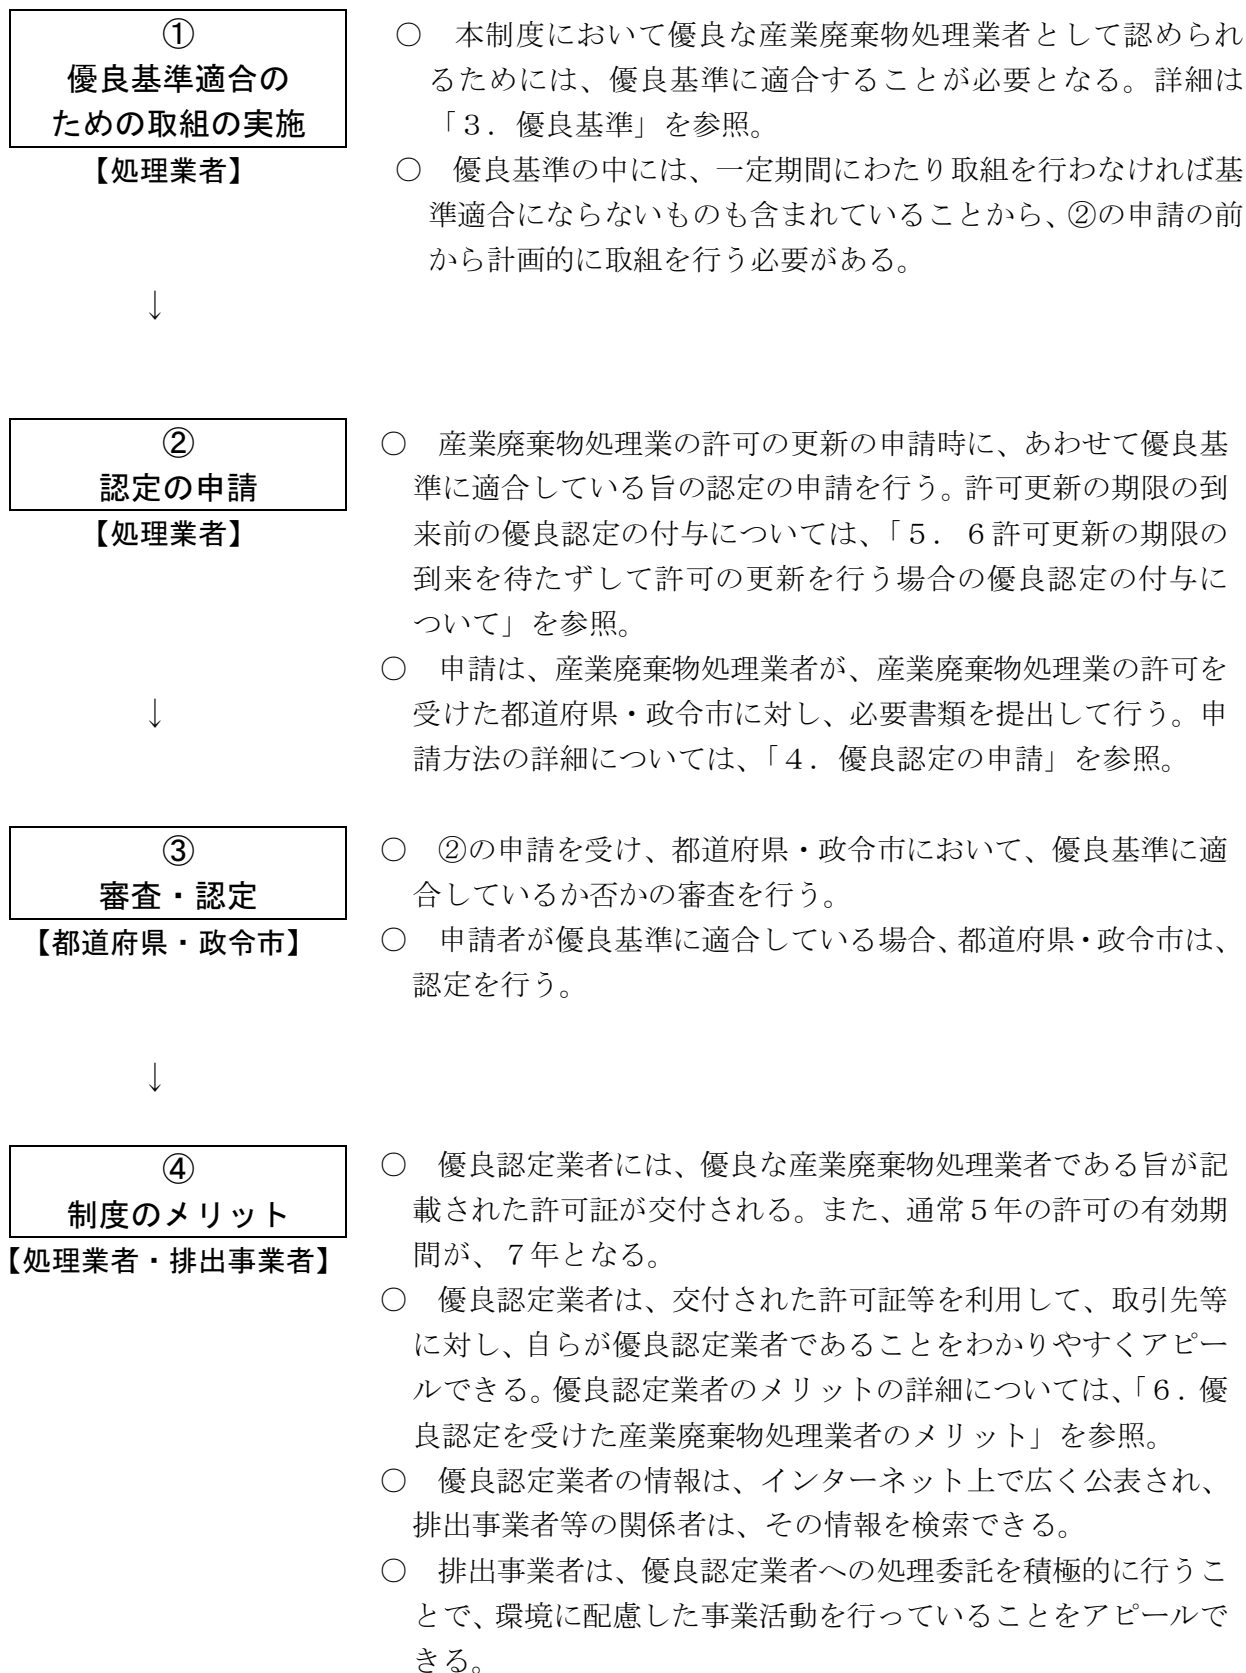 ①
優良基準適合の
ための取組の実施
【処理業者】
○　本制度において優良な産業廃棄物処理業者として認められ
るためには、優良基準に適合することが必要となる。詳細は
「３．優良基準」を参照。
○　優良基準の中には、一定期間にわたり取組を行わなければ基
準適合にならないものも含まれていることから、②の申請の前
から計画的に取組を行う必要がある。
↓
②
認定の申請
【処理業者】
○　産業廃棄物処理業の許可の更新の申請時に、あわせて優良基
準に適合している旨の認定の申請を行う。許可更新の期限の到
来前の優良認定の付与については、「５．６許可更新の期限の
到来を待たずして許可の更新を行う場合の優良認定の付与に
ついて」を参照。
○　申請は、産業廃棄物処理業者が、産業廃棄物処理業の許可を
受けた都道府県・政令市に対し、必要書類を提出して行う。申
請方法の詳細については、「４．優良認定の申請」を参照。
↓
③
審査・認定
【都道府県・政令市】
○　②の申請を受け、都道府県・政令市において、優良基準に適
合しているか否かの審査を行う。
○　申請者が優良基準に適合している場合、都道府県・政令市は、
認定を行う。
↓
④
制度のメリット
【処理業者・排出事業者】
○　優良認定業者には、優良な産業廃棄物処理業者である旨が記
載された許可証が交付される。また、通常５年の許可の有効期
間が、７年となる。
○　優良認定業者は、交付された許可証等を利用して、取引先等
に対し、自らが優良認定業者であることをわかりやすくアピー
ルできる。優良認定業者のメリットの詳細については、「６．優
良認定を受けた産業廃棄物処理業者のメリット」を参照。
○　優良認定業者の情報は、インターネット上で広く公表され、
排出事業者等の関係者は、その情報を検索できる。
○　排出事業者は、優良認定業者への処理委託を積極的に行うこ
とで、環境に配慮した事業活動を行っていることをアピールで
きる。